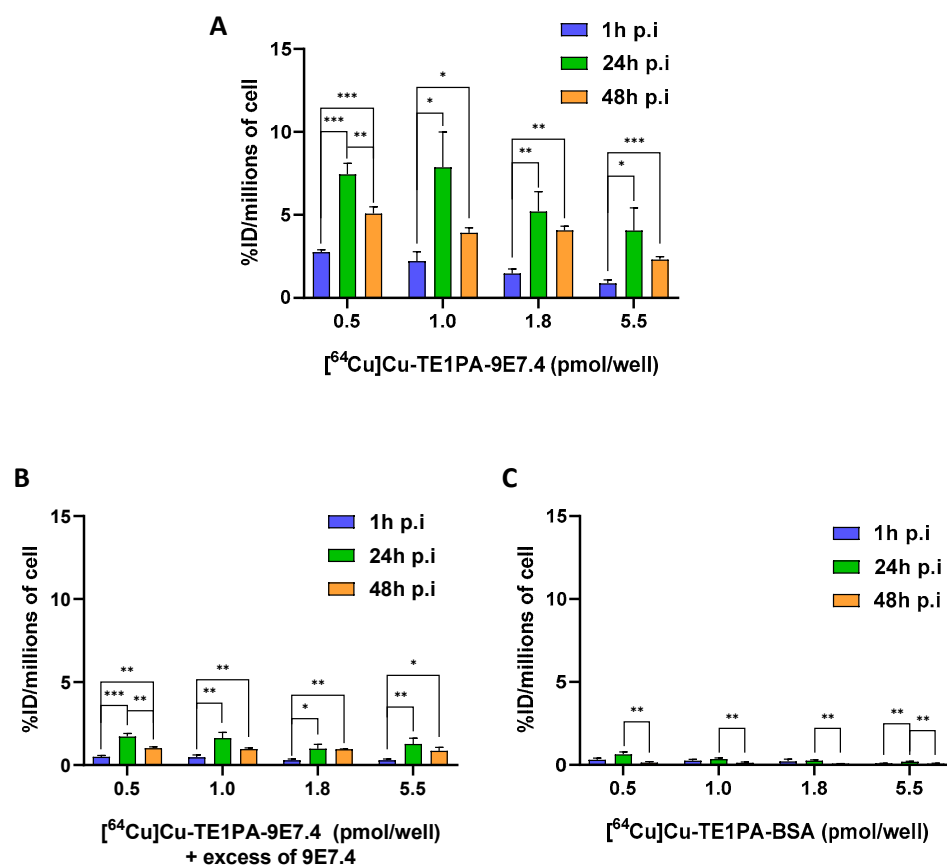 A
1h p.i
24h p.i
48h p.i
%ID/millions of cell
15
10
5
0
***
***
**
*
*
**
**
***
*
0.5
1.0
1.8
5.5
[⁶⁴Cu]Cu-TE1PA-9E7.4 (pmol/well)
B
1h p.i
24h p.i
48h p.i
%ID/millions of cell
15
10
5
0
**
***
**
**
**
**
*
*
**
0.5
1.0
1.8
5.5
[⁶⁴Cu]Cu-TE1PA-9E7.4 (pmol/well)
+ excess of 9E7.4
C
1h p.i
24h p.i
48h p.i
%ID/millions of cell
15
10
5
0
**
**
**
**
**
0.5
1.0
1.8
5.5
[⁶⁴Cu]Cu-TE1PA-BSA (pmol/well)